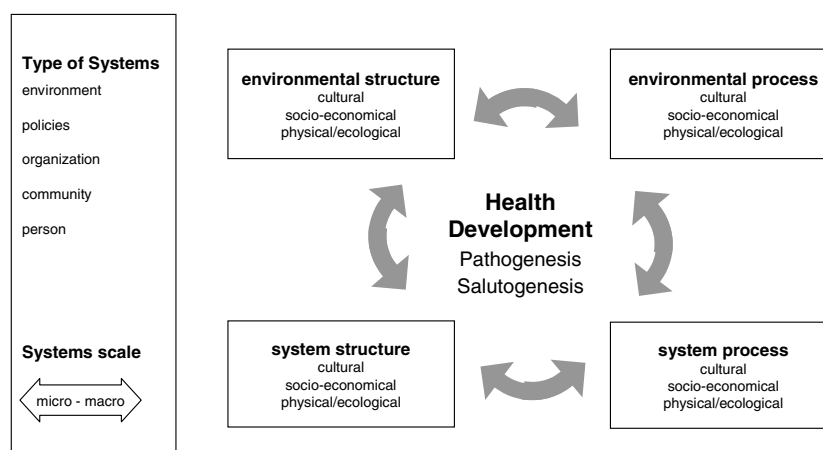 Type of Systems
environment
policies
organization
community
person
Systems scale
micro - macro
environmental structure
cultural
socio-economical
physical/ecological
environmental process
cultural
socio-economical
physical/ecological
Health
Development
Pathogenesis
Salutogenesis
system structure
cultural
socio-economical
physical/ecological
system process
cultural
socio-economical
physical/ecological